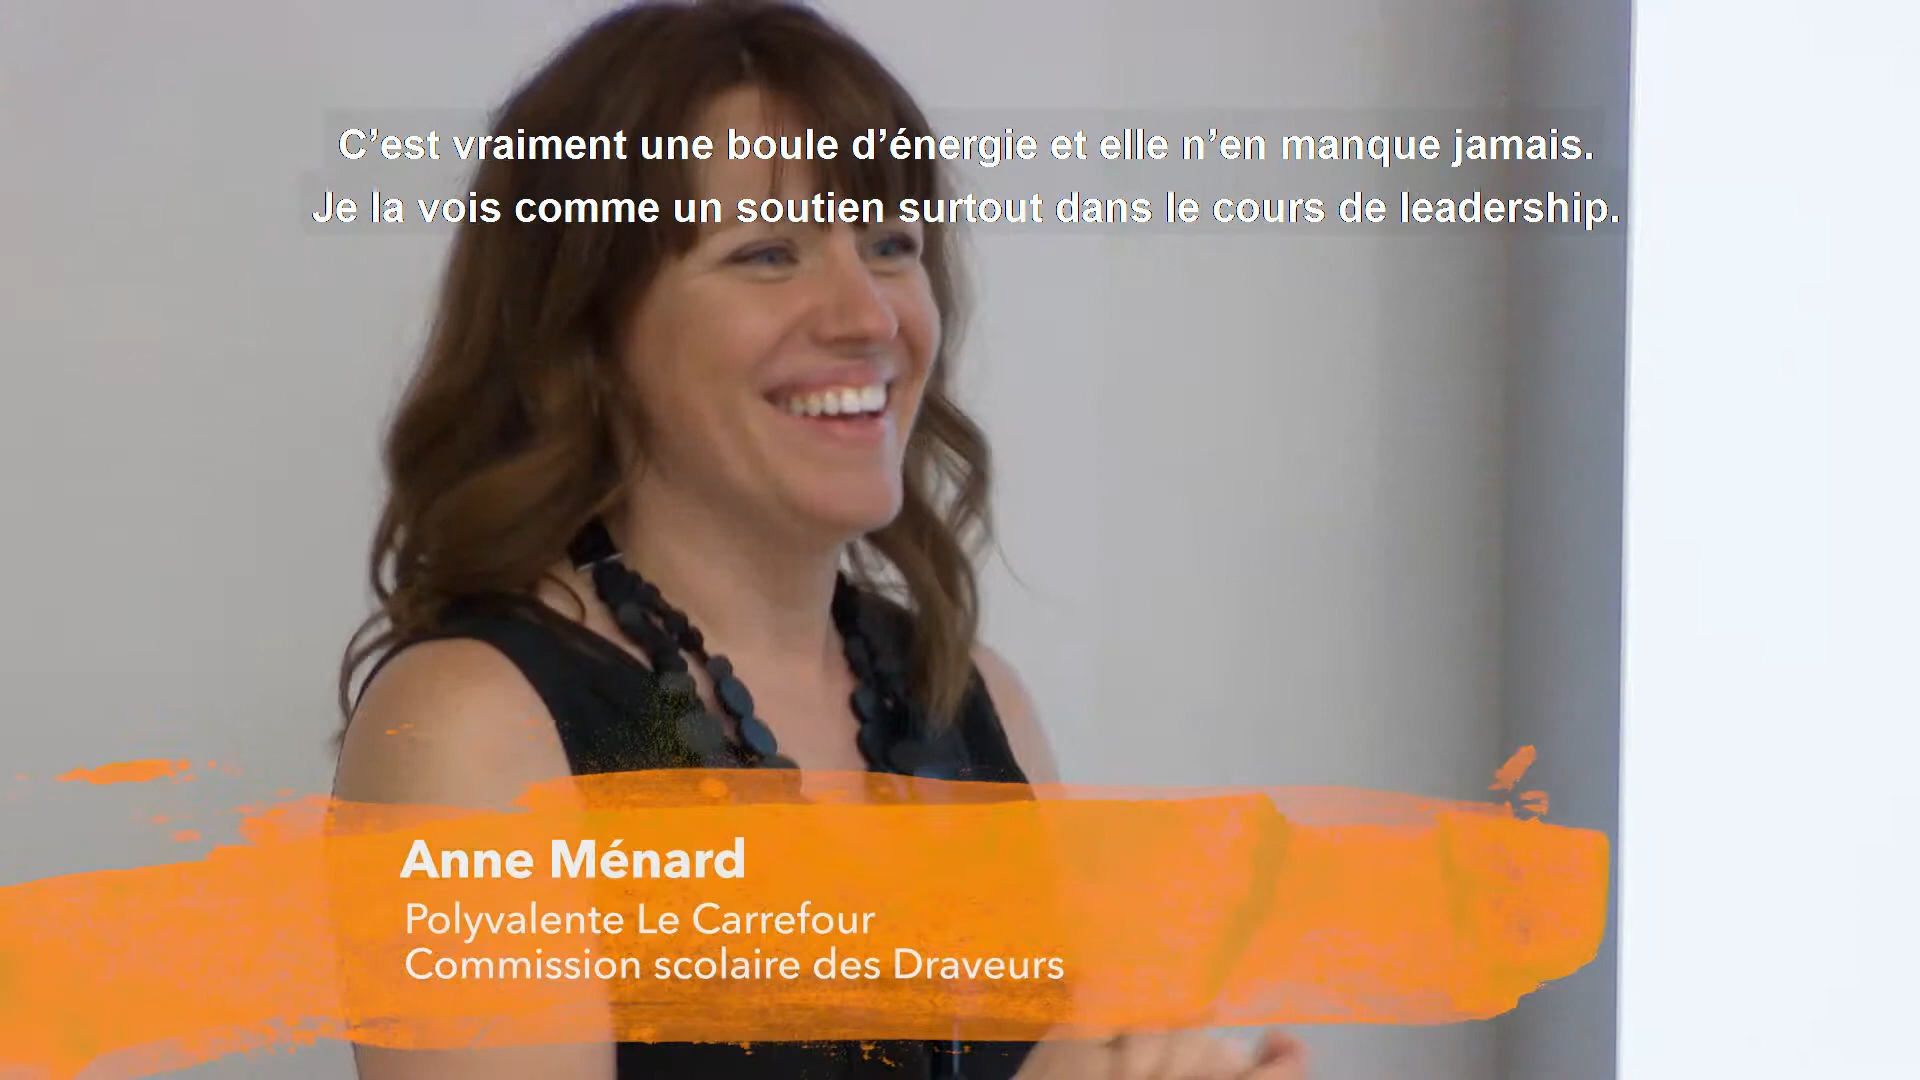 C’est vraiment une boule d’énergie et elle n’en manque jamais.
Je la vois comme un soutien surtout dans le cours de leadership.
Anne Ménard
Polyvalente Le Carrefour
Commission scolaire des Draveurs